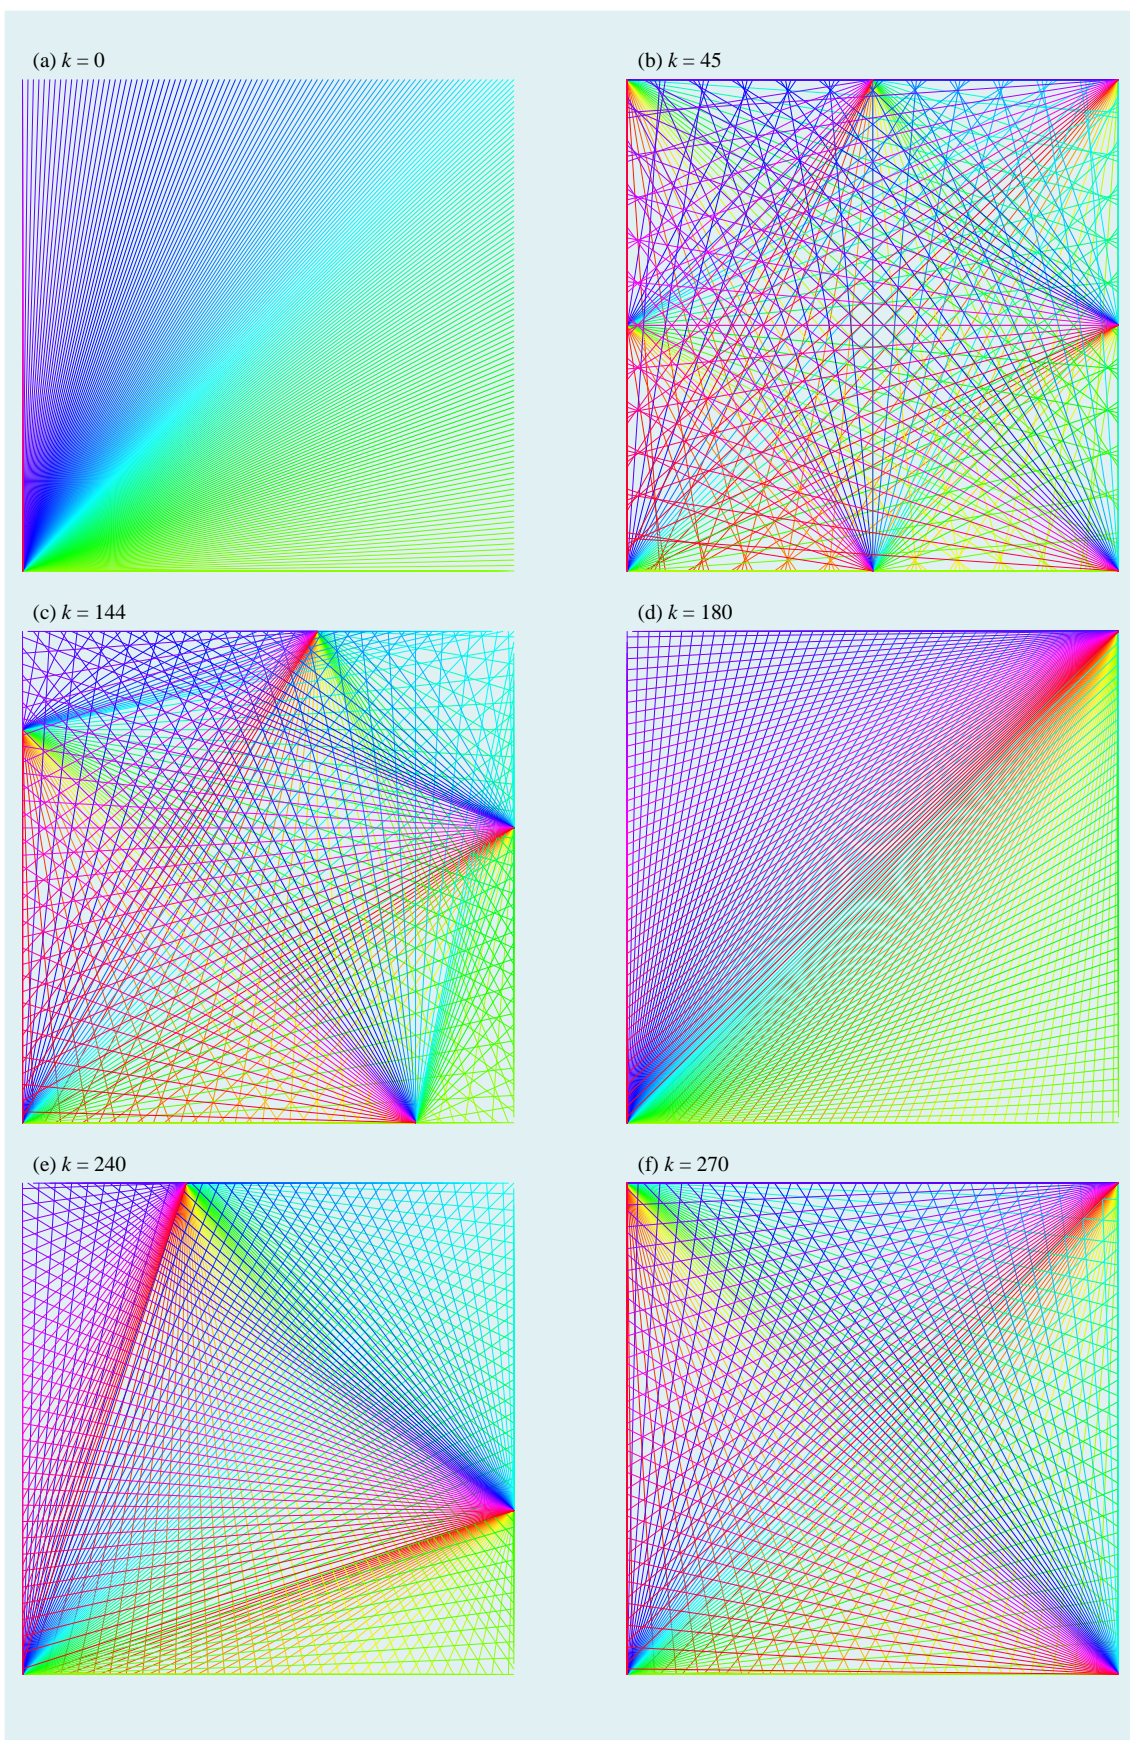 (a) k = 0
(b) k = 45
(c) k = 144
(d) k = 180
(e) k = 240
(f) k = 270